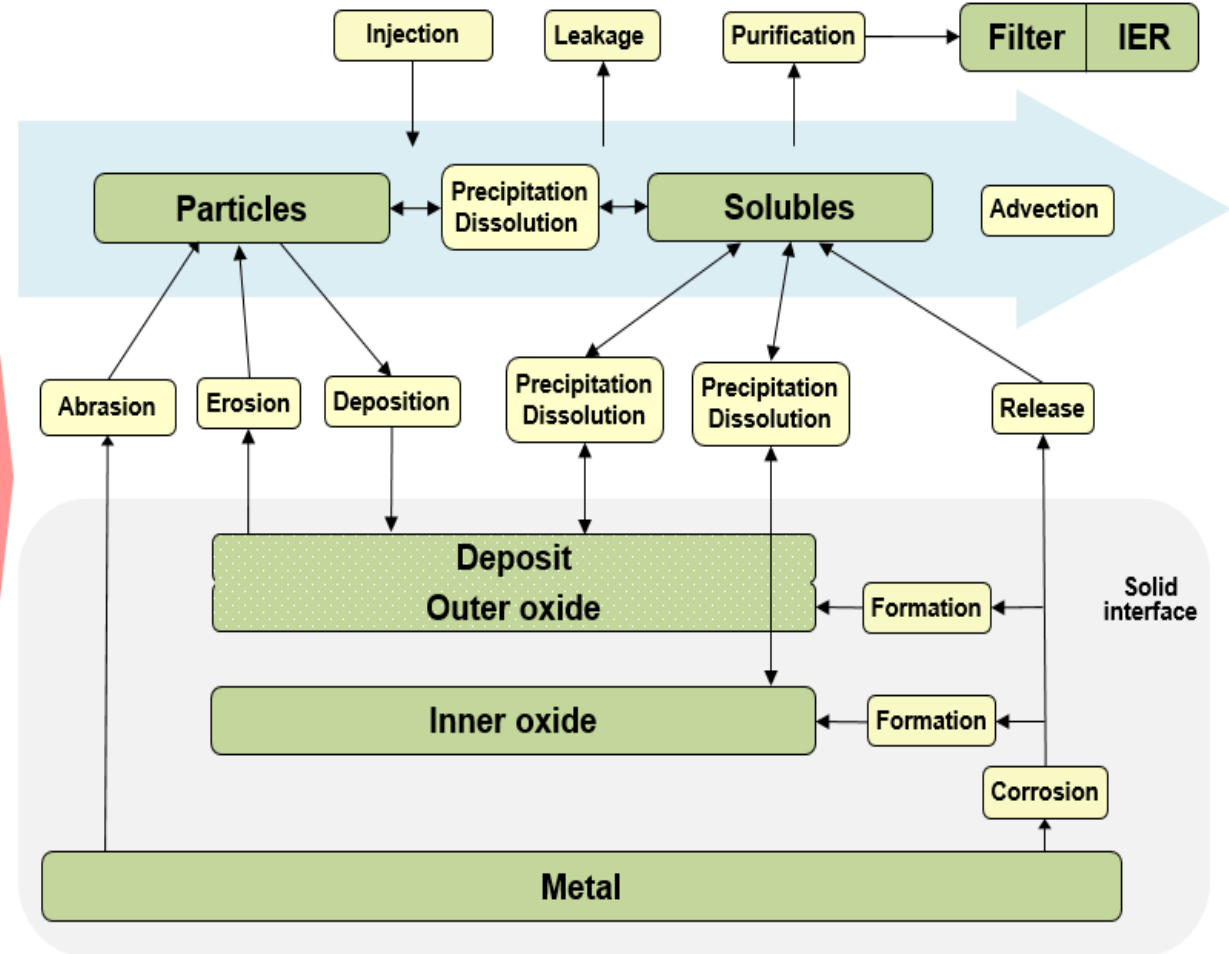 Injection
Leakage
Purification
Filter
IER
Particles
Precipitation
Dissolution
Solubles
Advection
Abrasion
Erosion
Deposition
Precipitation
Dissolution
Precipitation
Dissolution
Release
Deposit
Outer oxide
Formation
Solid
interface
Inner oxide
Formation
Corrosion
Metal